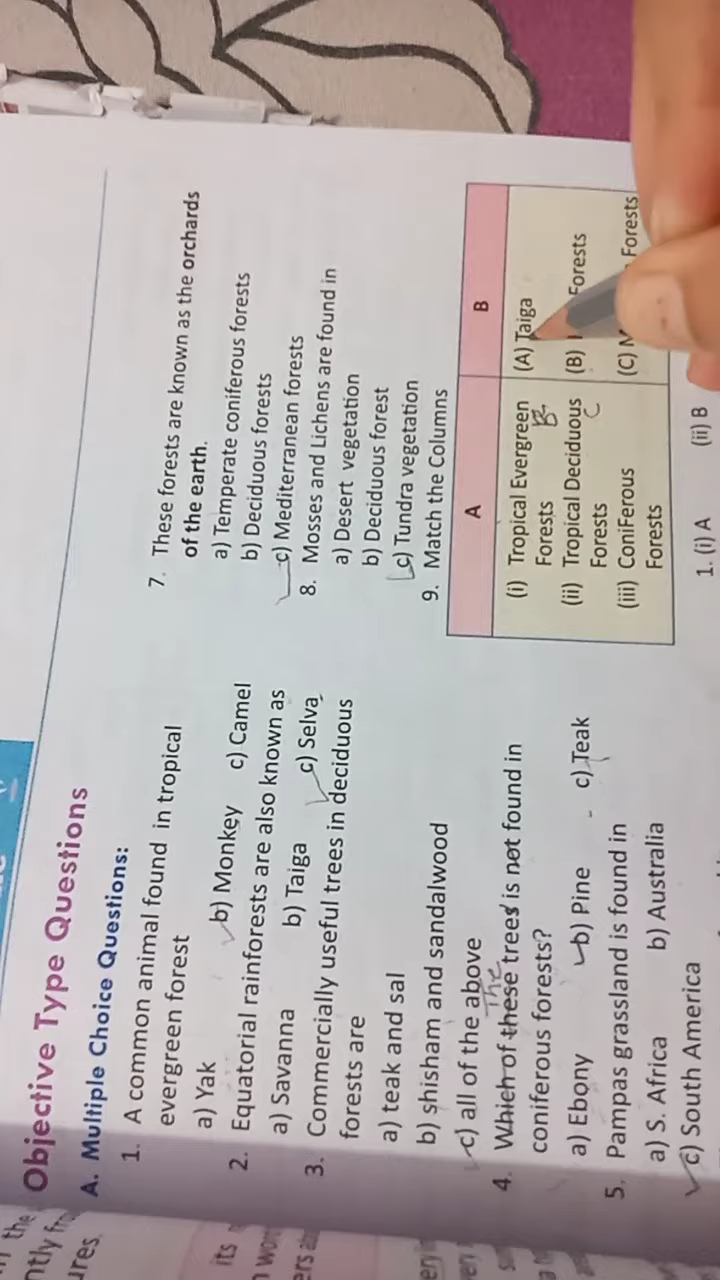 Objective Type Questions
A. Multiple Choice Questions:
1. A common animal found in tropical
evergreen forest
a) Yak b) Monkey c) Camel
2. Equatorial rainforests are also known as
a) Savanna b) Taiga c) Selva
3. Commercially useful trees in deciduous
forests are
a) teak and sal
b) shisham and sandalwood
c) all of the above
The
4. Which of these trees is not found in
coniferous forests?
a) Ebony b) Pine c) Teak
5. Pampas grassland is found in
a) S. Africa b) Australia
c) South America
7. These forests are known as the orchards
of the earth.
a) Temperate coniferous forests
b) Deciduous forests
c) Mediterranean forests
8. Mosses and Lichens are found in
a) Desert vegetation
b) Deciduous forest
c) Tundra vegetation
9. Match the Columns
A B
(i) Tropical Evergreen (A) Taiga
Forests B
(ii) Tropical Deciduous (B) Forests
Forests C
(iii) ConiFerous (C) Forests
Forests
1. (i) A (ii) B
the
ntly
ures.
its